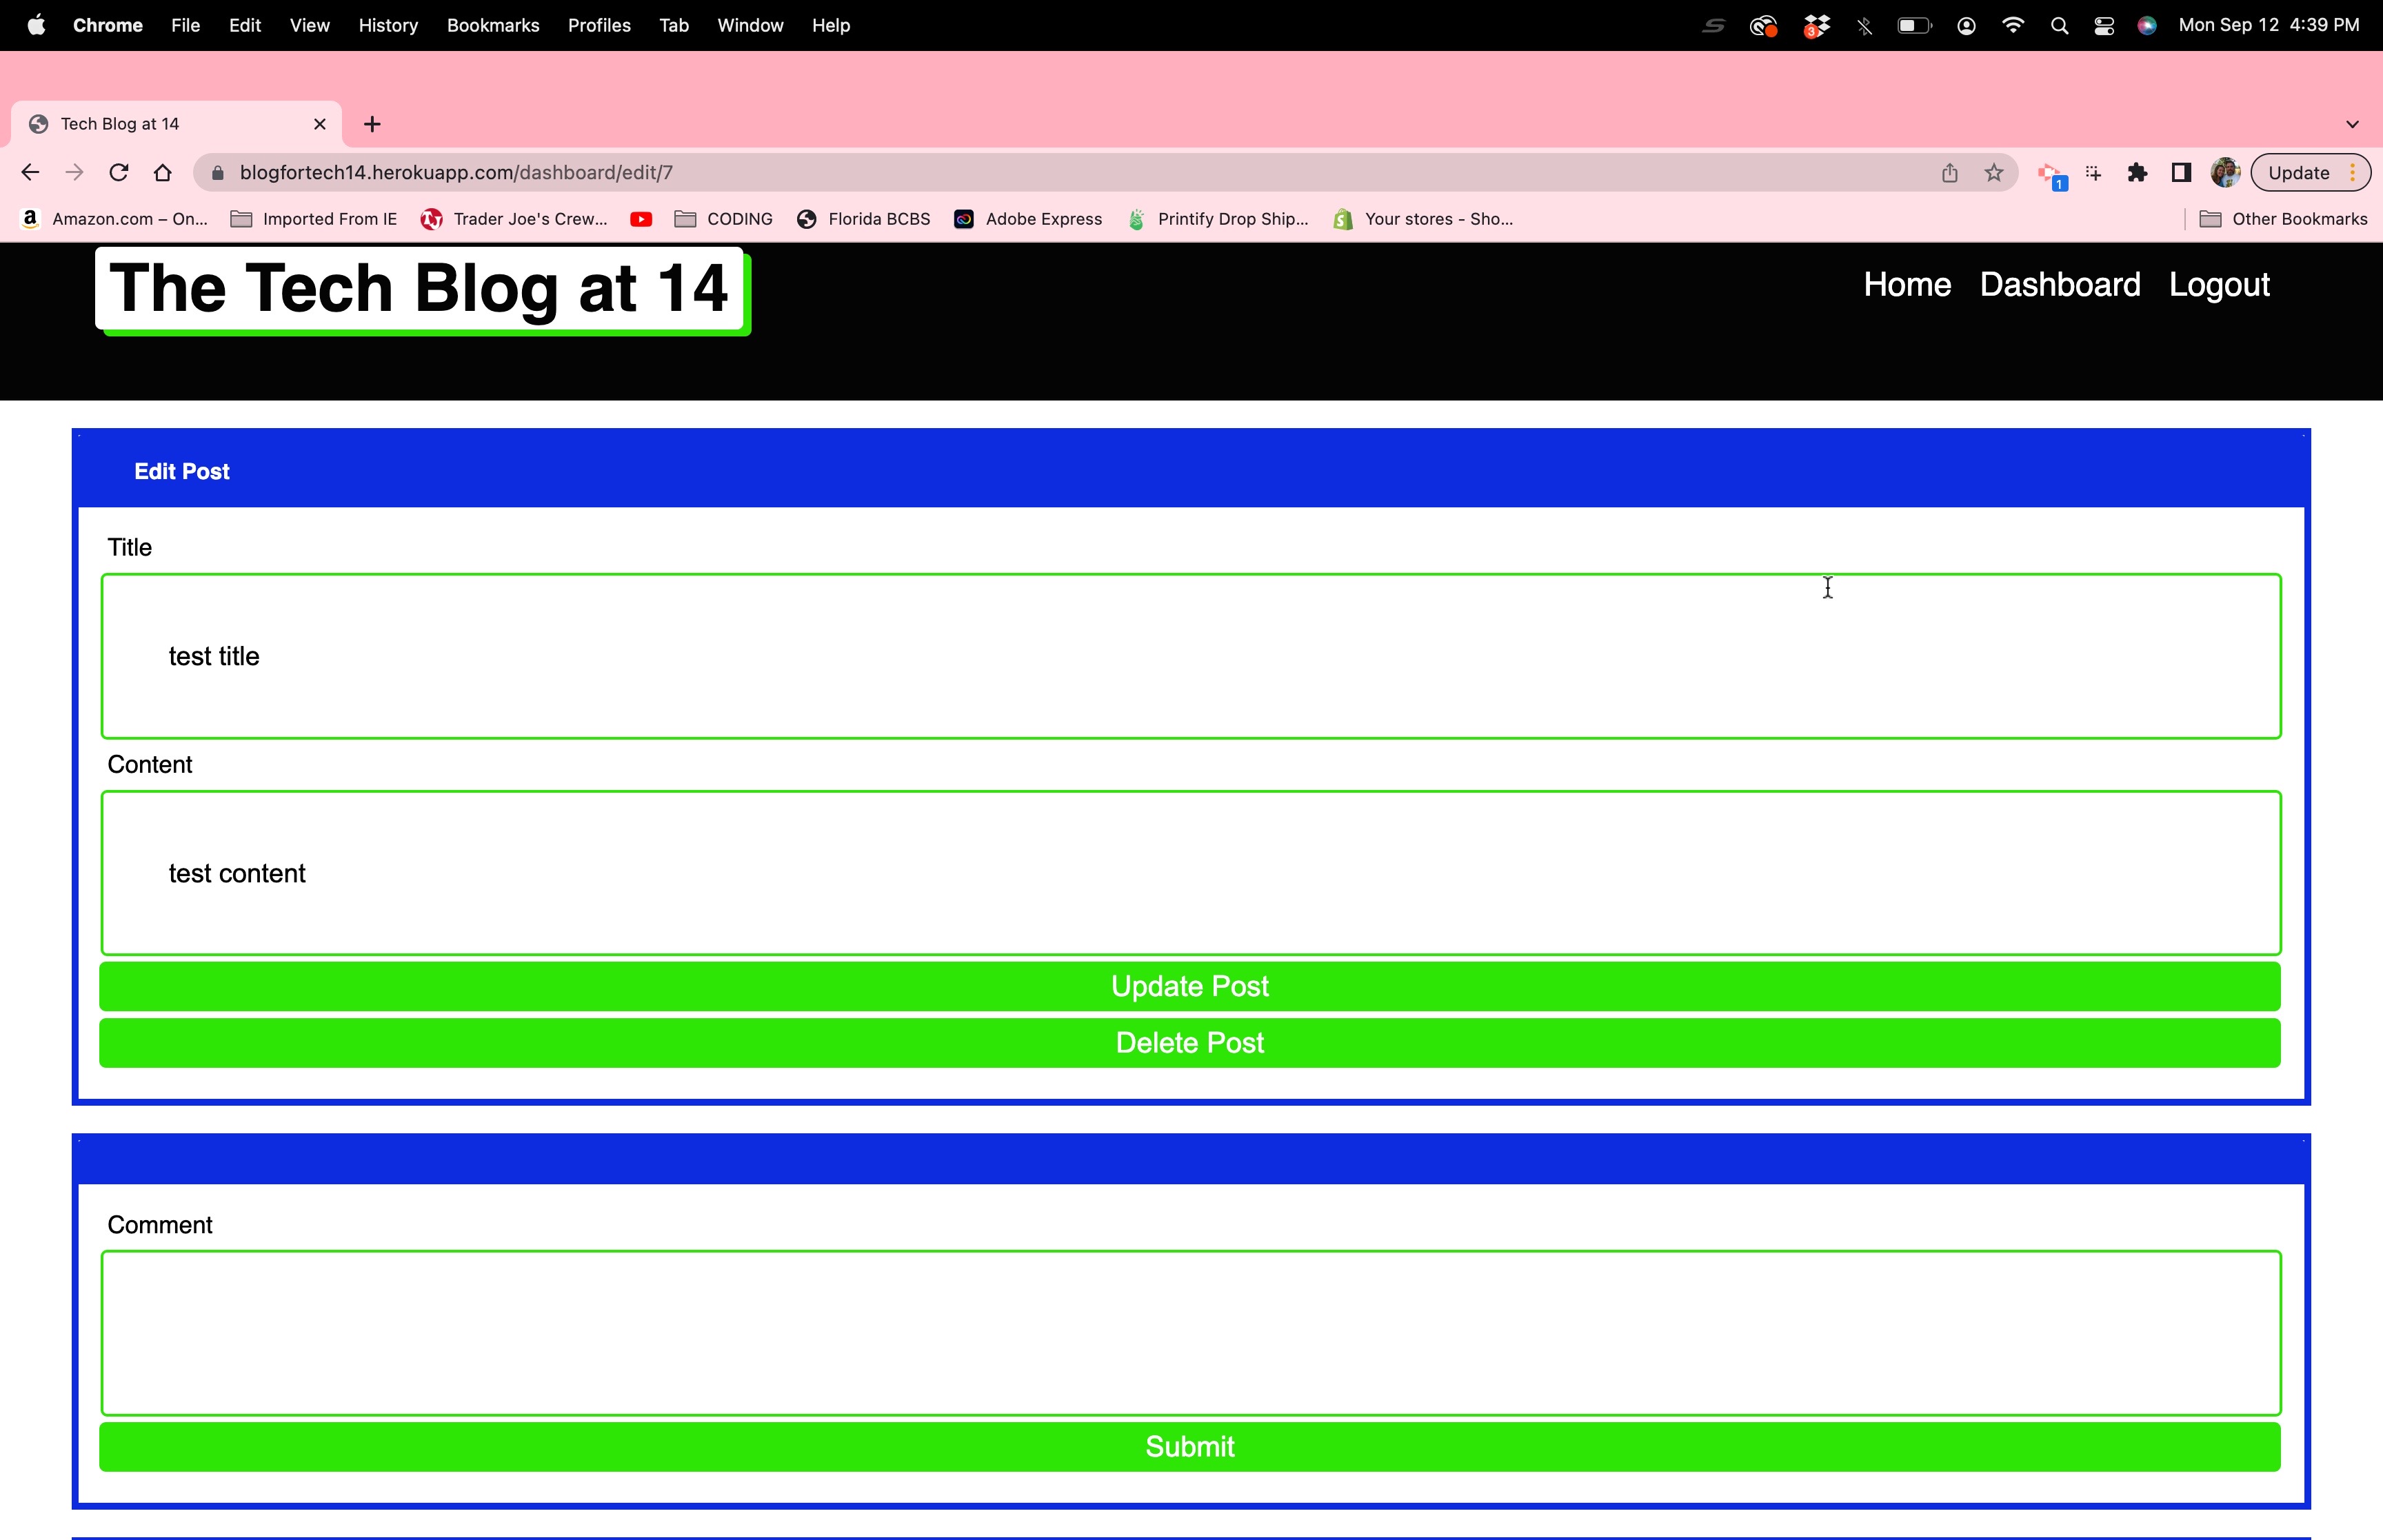 Chrome File Edit View History Bookmarks Profiles Tab Window Help 3 Mon Sep 12 4:39 PM
Tech Blog at 14
blogfortech14.herokuapp.com/dashboard/edit/7 1 Update
a Amazon.com – On... Imported From IE TJ Trader Joe's Crew... CODING Florida BCBS Adobe Express Printify Drop Ship... Your stores - Sho... Other Bookmarks
The Tech Blog at 14 Home Dashboard Logout
Edit Post
Title
test title
Content
test content
Update Post
Delete Post
Comment
Submit